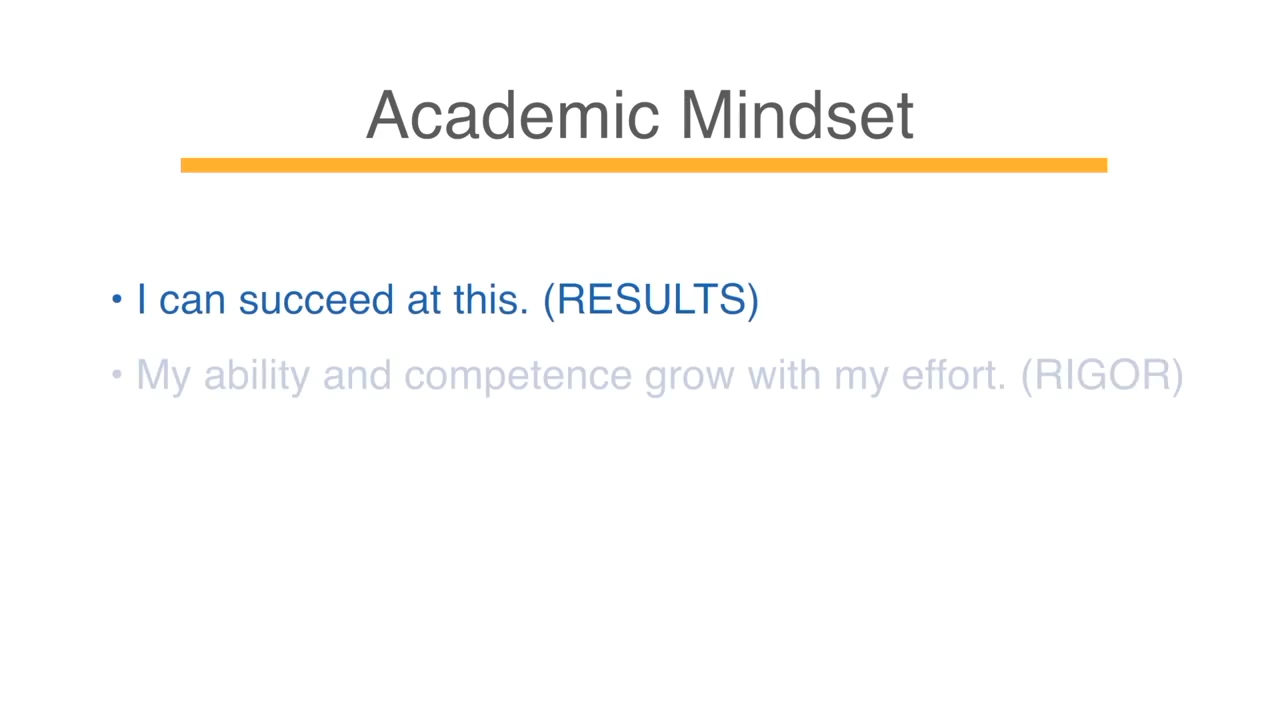 Academic Mindset
• I can succeed at this. (RESULTS)
• My ability and competence grow with my effort. (RIGOR)